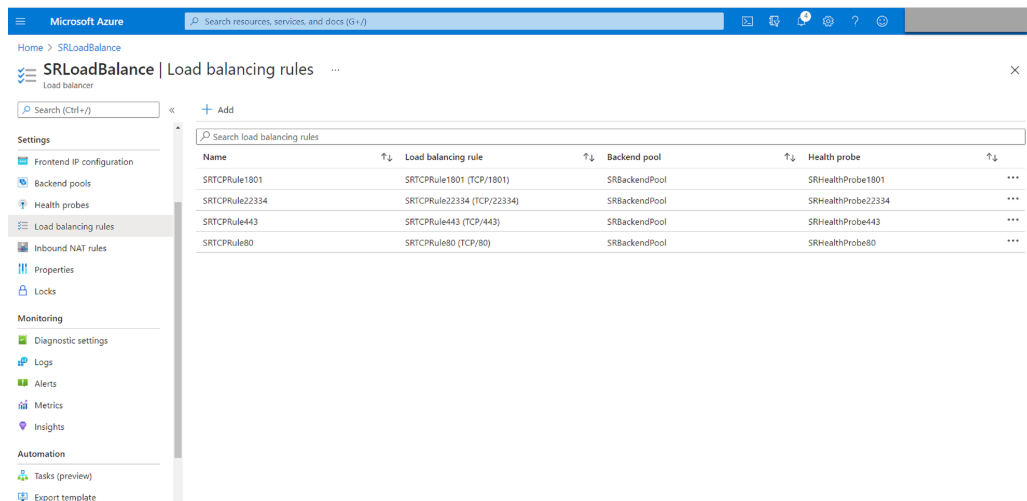 Microsoft Azure
Search resources, services, and docs (G+/)
4
Home > SRLoadBalance
SRLoadBalance | Load balancing rules ...
Load balancer
Search (Ctrl+/)
«
+ Add
Search load balancing rules
Settings
Frontend IP configuration
Backend pools
Health probes
Load balancing rules
Inbound NAT rules
Properties
Locks
Monitoring
Diagnostic settings
Logs
Alerts
Metrics
Insights
Automation
Tasks (preview)
Export template
Name Load balancing rule Backend pool Health probe
SRTCPRule1801 SRTCPRule1801 (TCP/1801) SRBackendPool SRHealthProbe1801
SRTCPRule22334 SRTCPRule22334 (TCP/22334) SRBackendPool SRHealthProbe22334
SRTCPRule443 SRTCPRule443 (TCP/443) SRBackendPool SRHealthProbe443
SRTCPRule80 SRTCPRule80 (TCP/80) SRBackendPool SRHealthProbe80